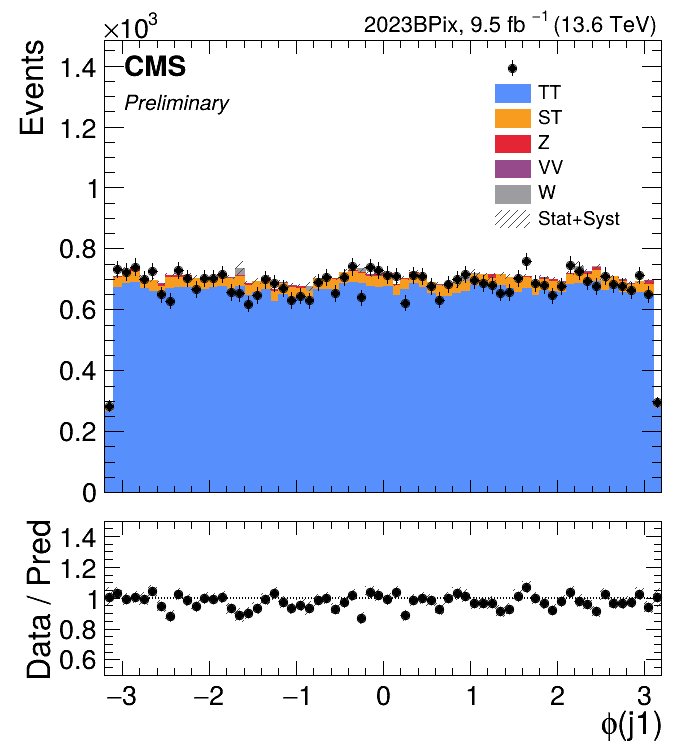 ×10³
2023BPix, 9.5 fb ⁻¹ (13.6 TeV)
Events
CMS
Preliminary
TT
ST
Z
VV
W
Stat+Syst
1.4
1.2
1
0.8
0.6
0.4
0.2
0
Data / Pred
1.4
1.2
1
0.8
0.6
−3 −2 −1 0 1 2 3
ϕ(j1)